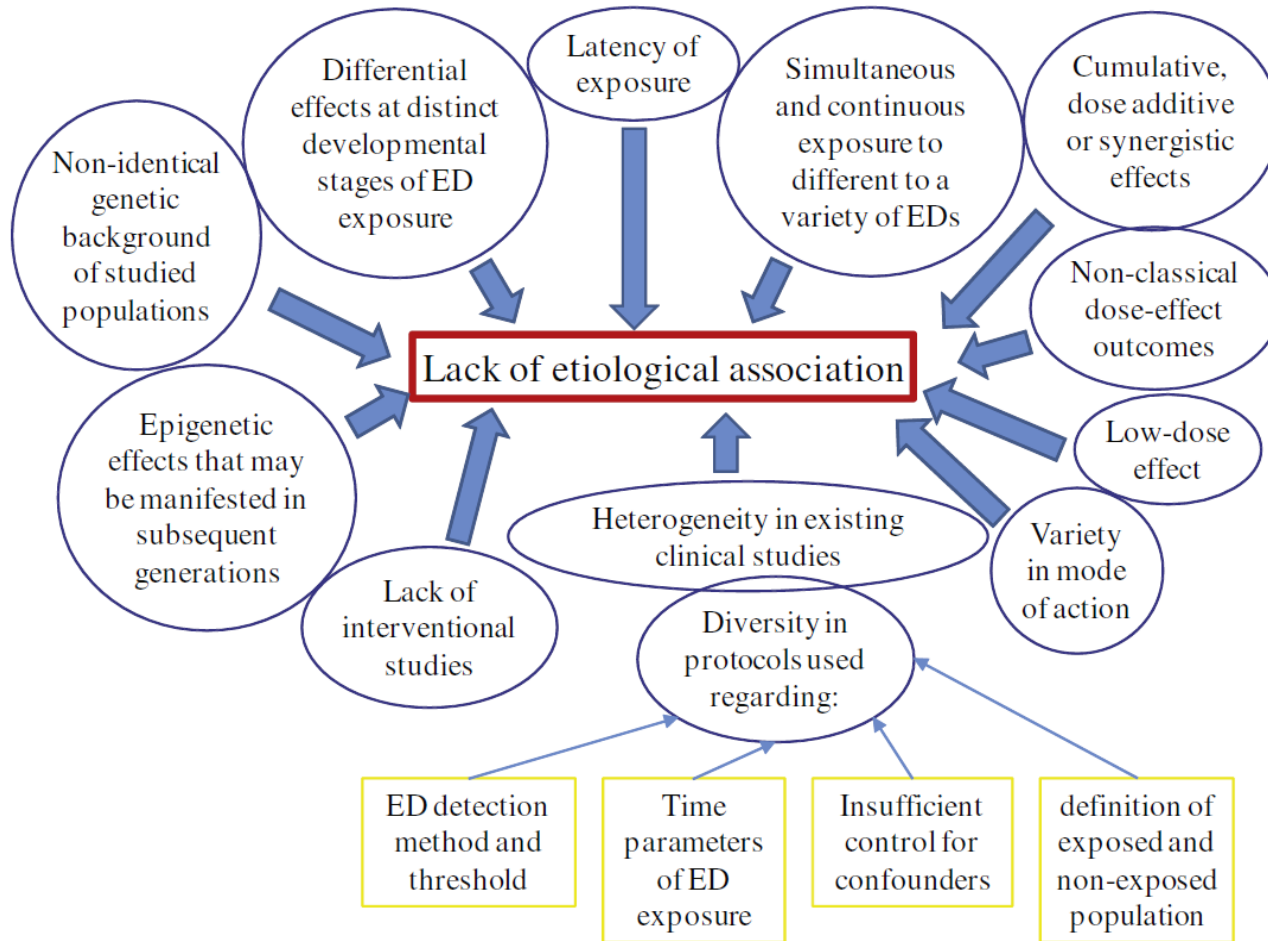 Latency of
exposure
Differential
effects at distinct
developmental
stages of ED
exposure
Simultaneous
and continuous
exposure to
different to a
variety of EDs
Cumulative,
dose additive
or synergistic
effects
Non-identical
genetic
background
of studied
populations
Non-classical
dose-effect
outcomes
Lack of etiological association
Epigenetic
effects that may
be manifested in
subsequent
generations
Low-dose
effect
Heterogeneity in existing
clinical studies
Variety
in mode
of action
Lack of
interventional
studies
Diversity in
protocols used
regarding:
ED detection
method and
threshold
Time
parameters
of ED
exposure
Insufficient
control for
confounders
definition of
exposed and
non-exposed
population